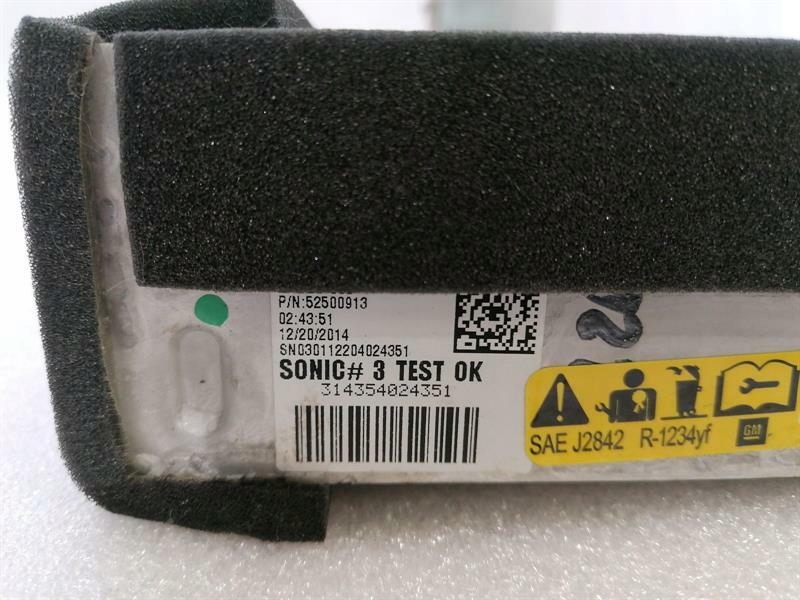 P/N:52500913
02:43:51
12/20/2014
SN030112204024351
SONIC# 3 TEST OK
314354024351
SAE J2842 R-1234yf
GM